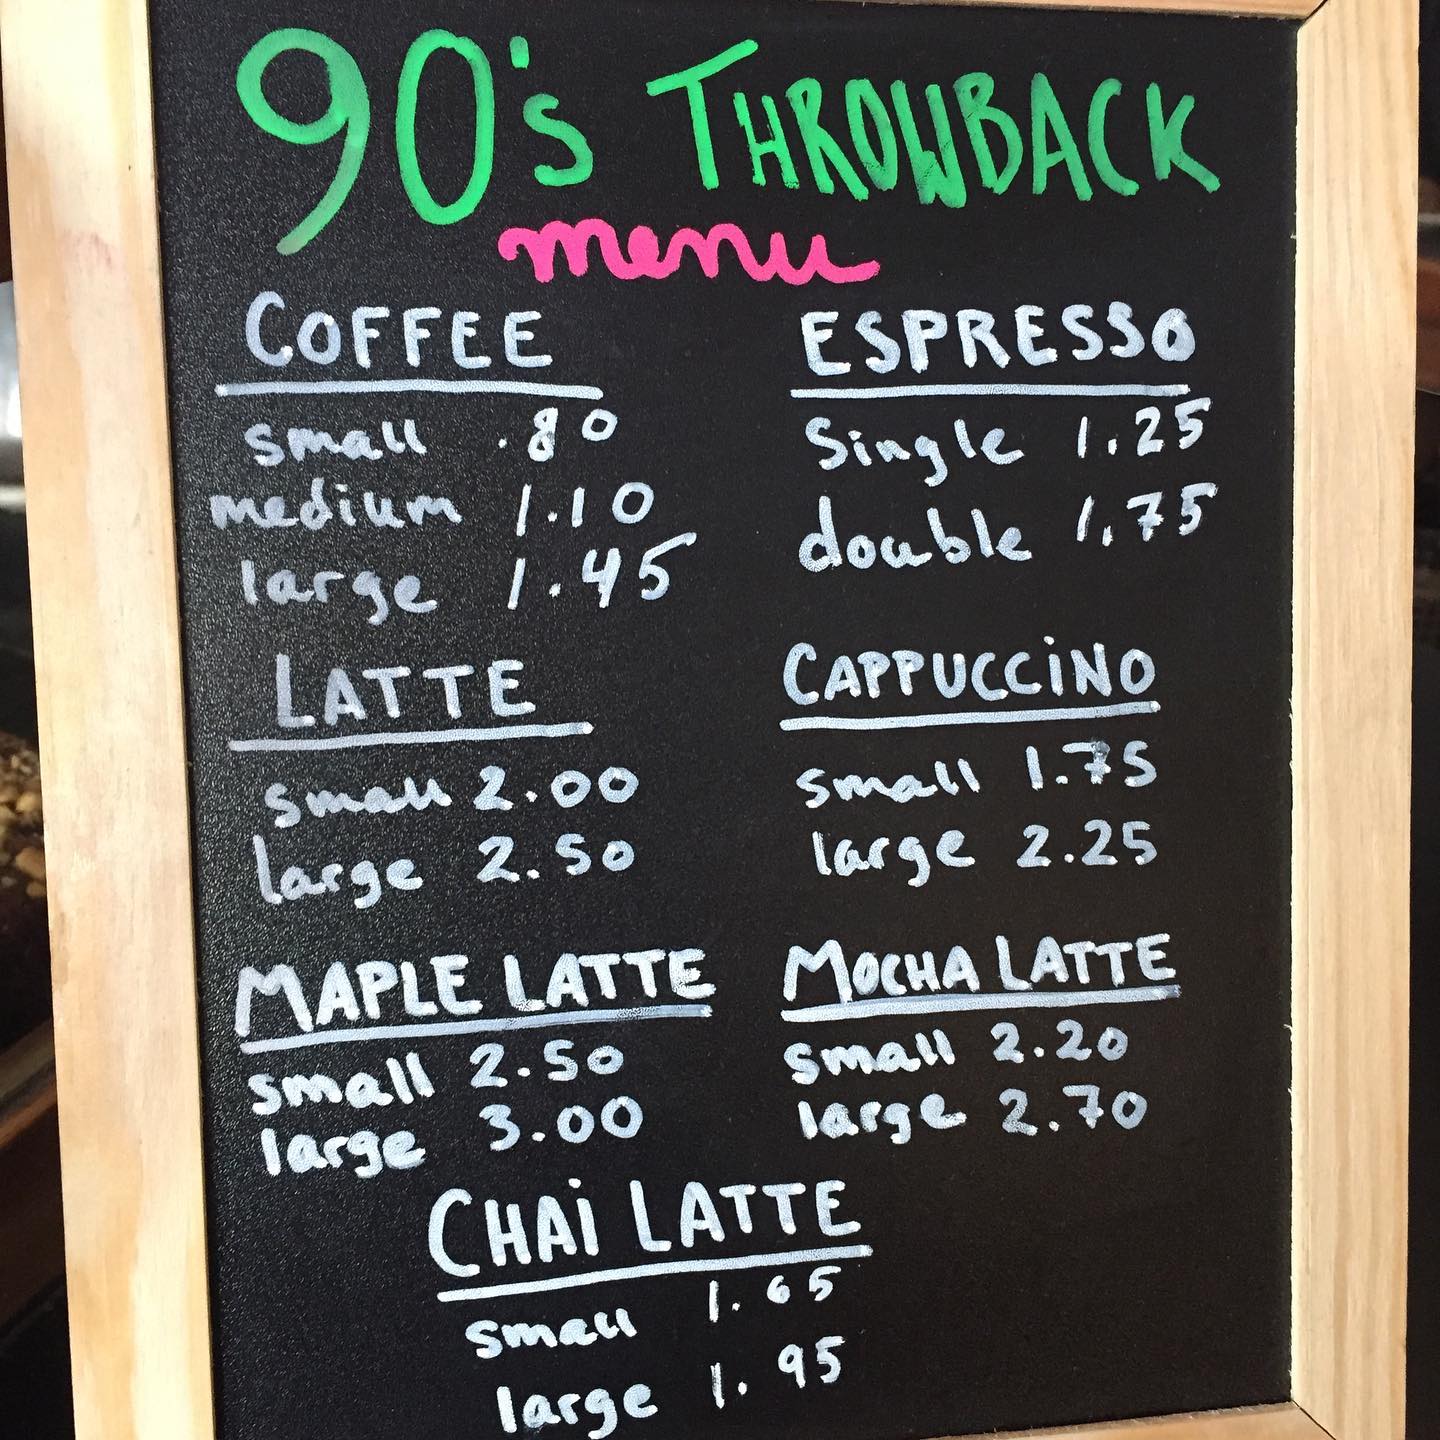 90's THROWBACK
menu
COFFEE
small .80
medium 1.10
large 1.45
ESPRESSO
Single 1.25
double 1.75
LATTE
small 2.00
large 2.50
CAPPUCCiNO
small 1.75
large 2.25
MAPLE LATTE
small 2.50
large 3.00
MOCHA LATTE
small 2.20
large 2.70
CHAi LATTE
small 1.65
large 1.95